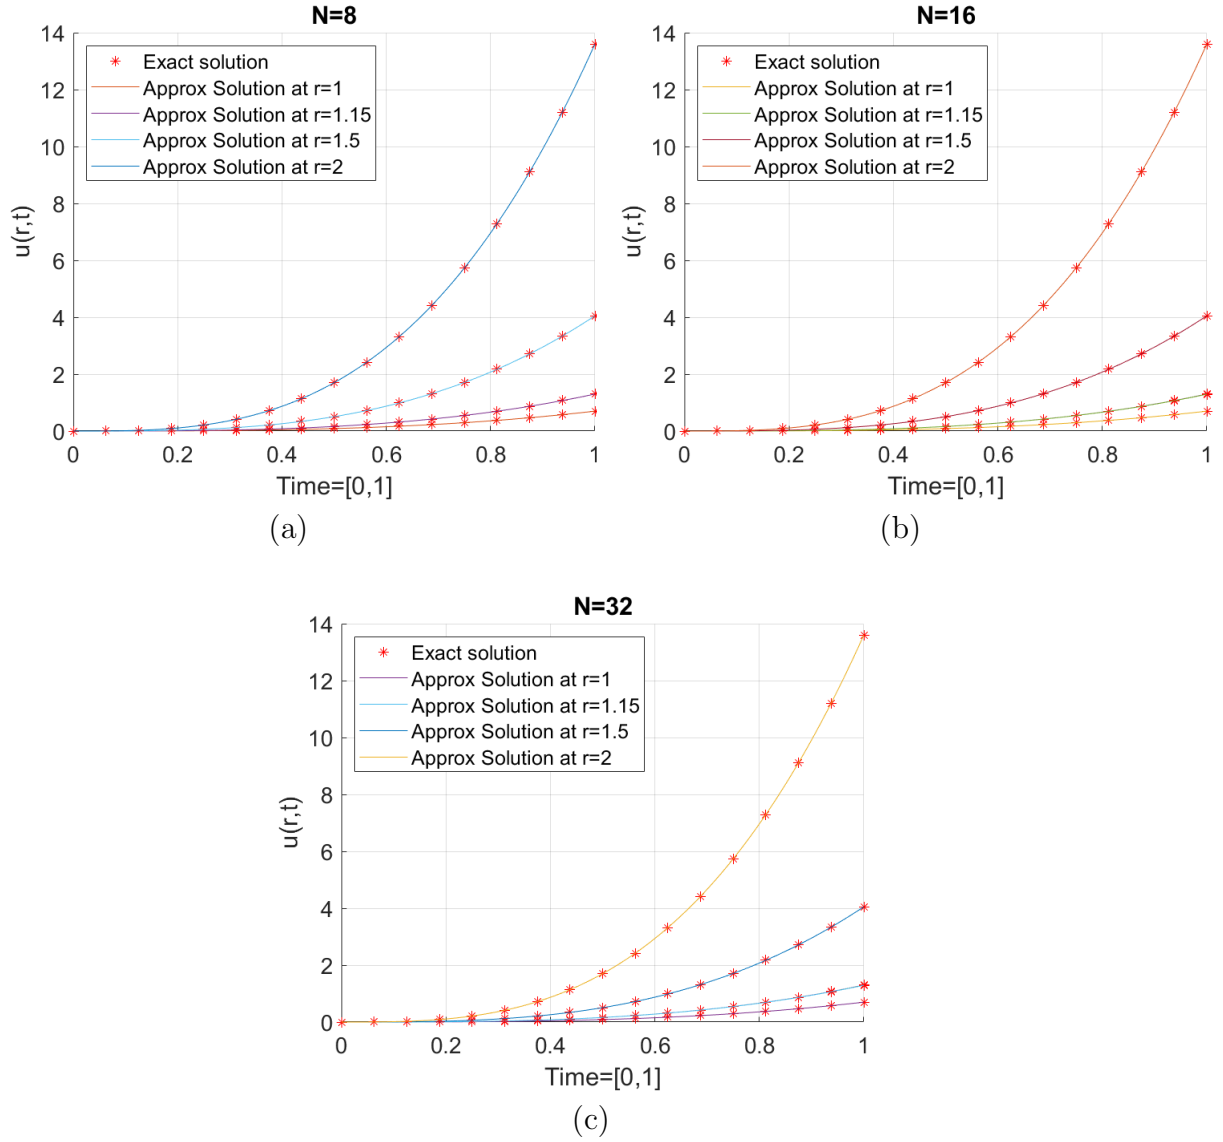 N=8
14
12
10
8
6
4
2
0
u(r,t)
Exact solution
Approx Solution at r=1
Approx Solution at r=1.15
Approx Solution at r=1.5
Approx Solution at r=2
0 0.2 0.4 0.6 0.8 1
Time=[0,1]
(a)
N=16
14
12
10
8
6
4
2
0
u(r,t)
Exact solution
Approx Solution at r=1
Approx Solution at r=1.15
Approx Solution at r=1.5
Approx Solution at r=2
0 0.2 0.4 0.6 0.8 1
Time=[0,1]
(b)
N=32
14
12
10
8
6
4
2
0
u(r,t)
Exact solution
Approx Solution at r=1
Approx Solution at r=1.15
Approx Solution at r=1.5
Approx Solution at r=2
0 0.2 0.4 0.6 0.8 1
Time=[0,1]
(c)